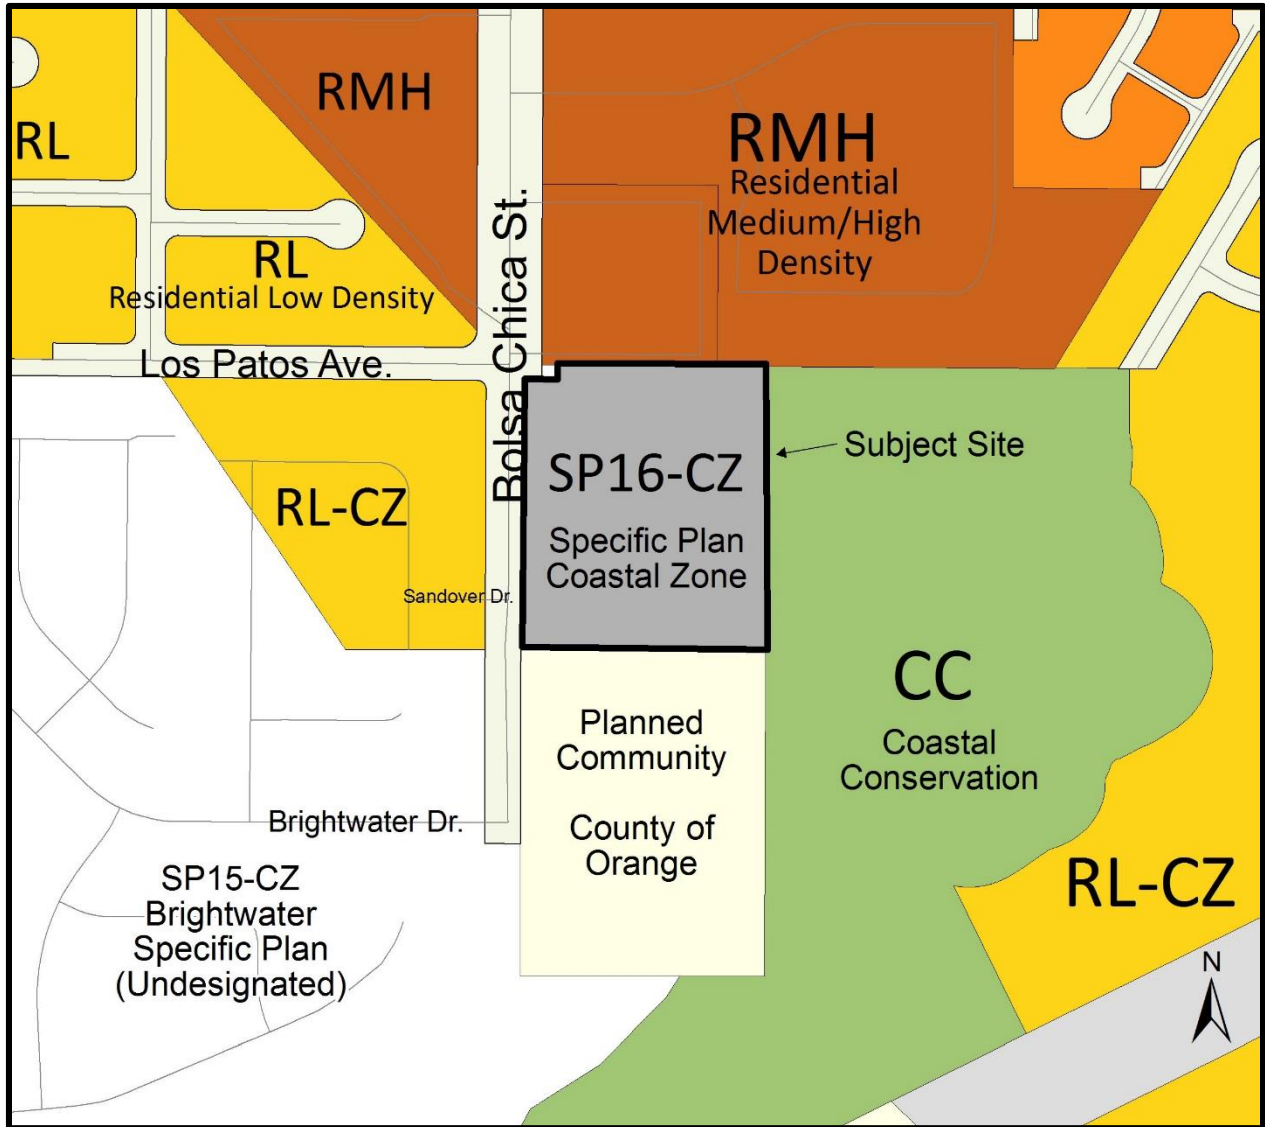 RMH
RL
RMH
Residential
Medium/High
Density
RL
Residential Low Density
Bolsa Chica St.
Los Patos Ave.
Subject Site
SP16-CZ
Specific Plan
Coastal Zone
RL-CZ
Sandover Dr.
CC
Coastal
Conservation
Planned
Community
County of
Orange
Brightwater Dr.
SP15-CZ
Brightwater
Specific Plan
(Undesignated)
RL-CZ
N